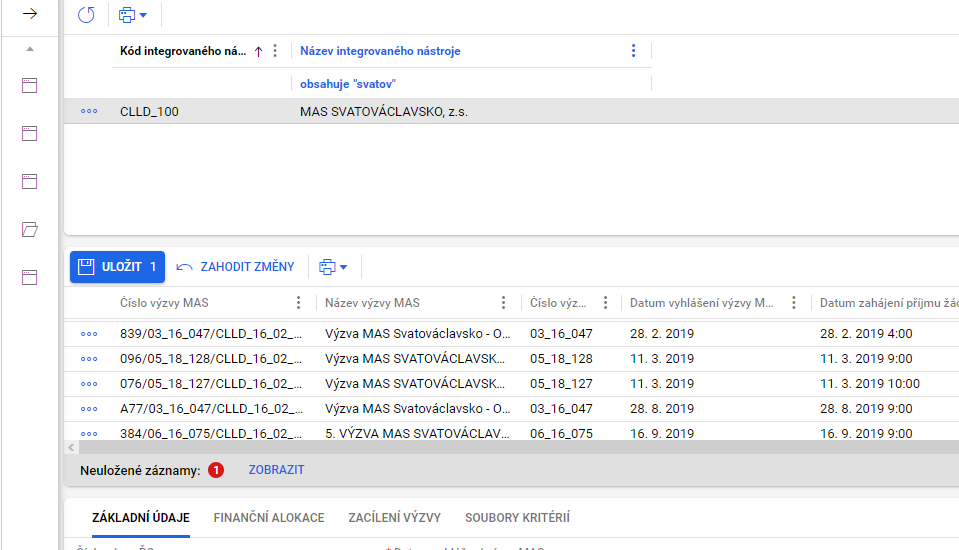 Kód integrovaného ná...
Název integrovaného nástroje
obsahuje "svatov"
CLLD_100
MAS SVATOVÁCLAVSKO, z.s.
ULOŽIT 1
ZAHODIT ZMĚNY
Číslo výzvy MAS
Název výzvy MAS
Číslo výz...
Datum vyhlášení výzvy M...
Datum zahájení příjmu žád
839/03_16_047/CLLD_16_02_... Výzva MAS Svatováclavsko - O... 03_16_047 28. 2. 2019 28. 2. 2019 4:00
096/05_18_128/CLLD_16_02_... Výzva MAS SVATOVÁCLAVSK... 05_18_128 11. 3. 2019 11. 3. 2019 9:00
076/05_18_127/CLLD_16_02_... Výzva MAS SVATOVÁCLAVSK... 05_18_127 11. 3. 2019 11. 3. 2019 10:00
A77/03_16_047/CLLD_16_02_... Výzva MAS Svatováclavsko - O... 03_16_047 28. 8. 2019 28. 8. 2019 9:00
384/06_16_075/CLLD_16_02_... 5. VÝZVA MAS SVATOVÁCLAV... 06_16_075 16. 9. 2019 16. 9. 2019 9:00
Neuložené záznamy: 1 ZOBRAZIT
ZÁKLADNÍ ÚDAJE
FINANČNÍ ALOKACE
ZACÍLENÍ VÝZVY
SOUBORY KRITÉRIÍ